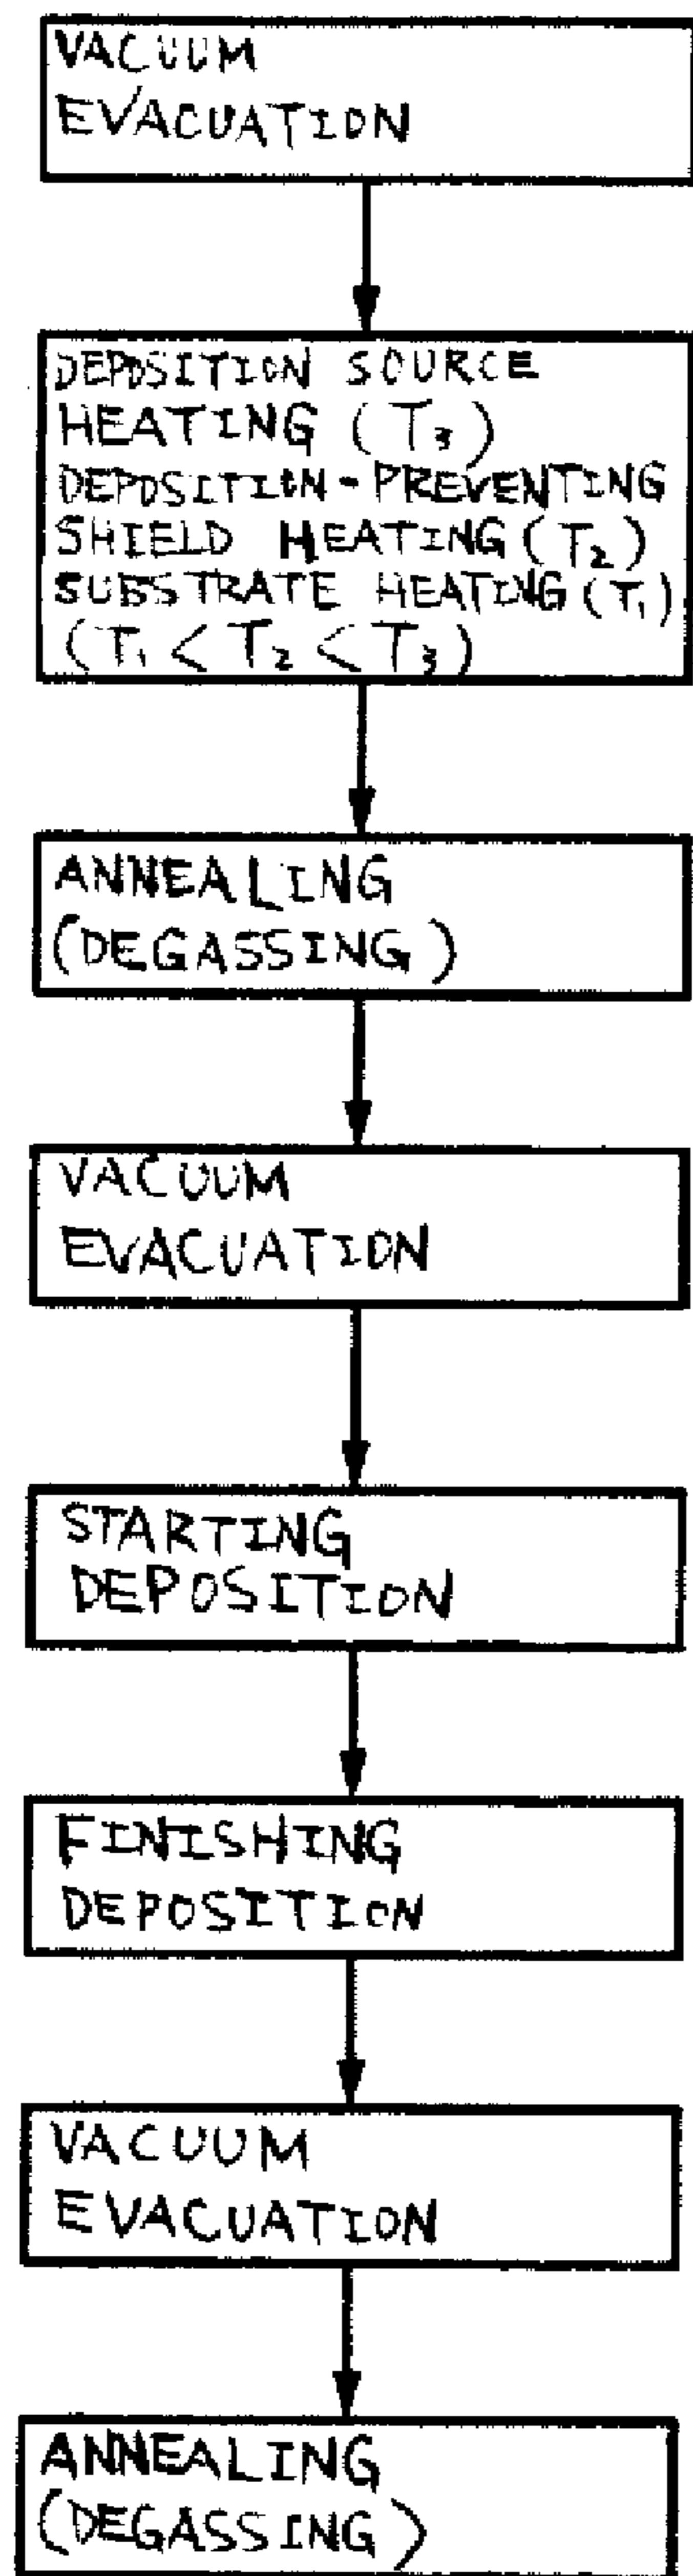 VACUUM
EVACUATION
DEPOSITION SOURCE
HEATING (T₃)
DEPOSITION-PREVENTING
SHIELD HEATING (T₂)
SUBSTRATE HEATING (T₁)
(T₁ < T₂ < T₃)
ANNEALING
(DEGASSING)
VACUUM
EVACUATION
STARTING
DEPOSITION
FINISHING
DEPOSITION
VACUUM
EVACUATION
ANNEALING
(DEGASSING)